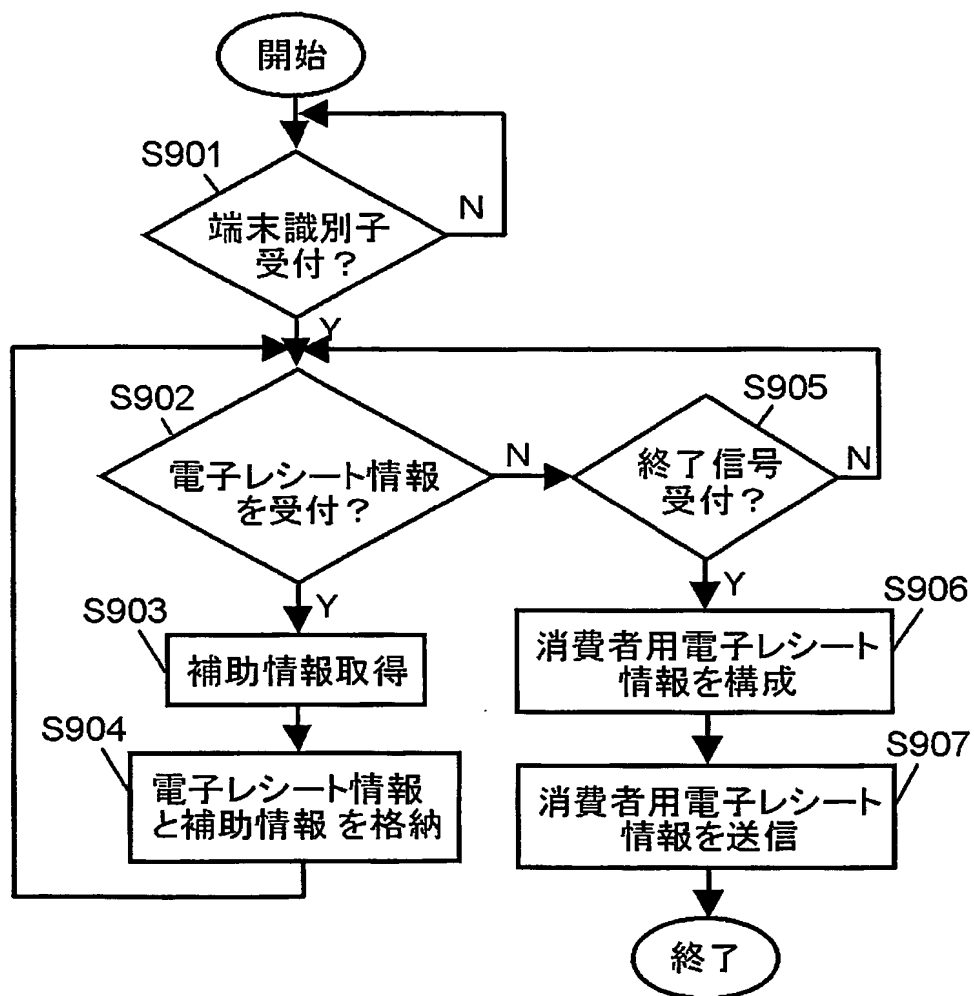 開始
S901
端末識別子
受付？
N
Y
S902
電子レシート情報
を受付？
N
Y
S905
終了信号
受付？
N
Y
S903
補助情報取得
S904
電子レシート情報
と補助情報を格納
S906
消費者用電子レシート
情報を構成
S907
消費者用電子レシート
情報を送信
終了